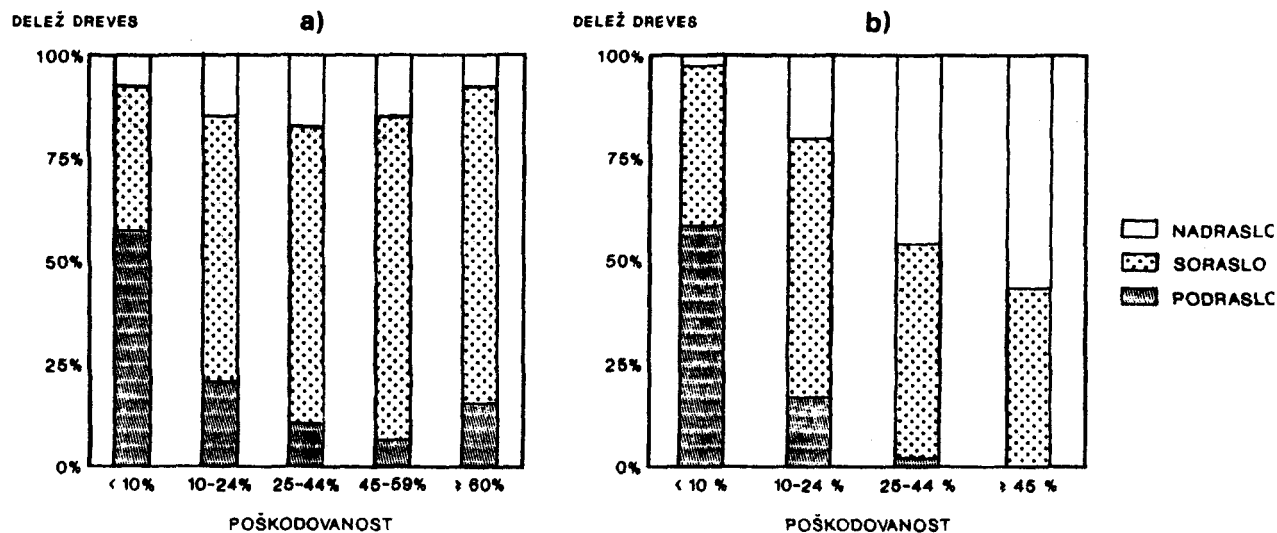 DELEŽ DREVES
a)
100%
75%
50%
25%
0%
< 10%
10-24%
25-44%
45-59%
≥ 60%
POŠKODOVANOST
DELEŽ DREVES
b)
100%
75%
50%
25%
0%
< 10 %
10-24 %
25-44 %
≥ 45 %
POŠKODOVANOST
NADRASLO
SORASLO
PODRASLO